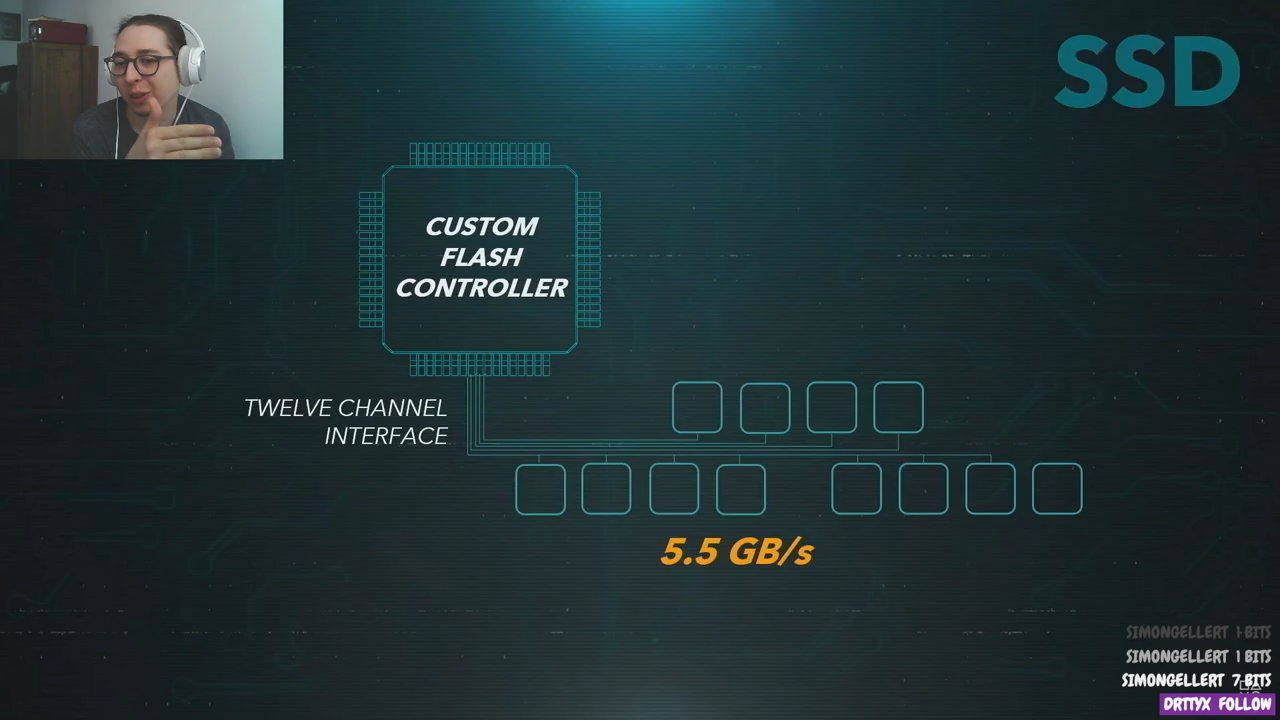 SSD
CUSTOM
FLASH
CONTROLLER
TWELVE CHANNEL
INTERFACE
5.5 GB/s
SIMONGELLERT 1 BITS
SIMONGELLERT 1 BITS
SIMONGELLERT 7 BITS
DRTTYX FOLLOW